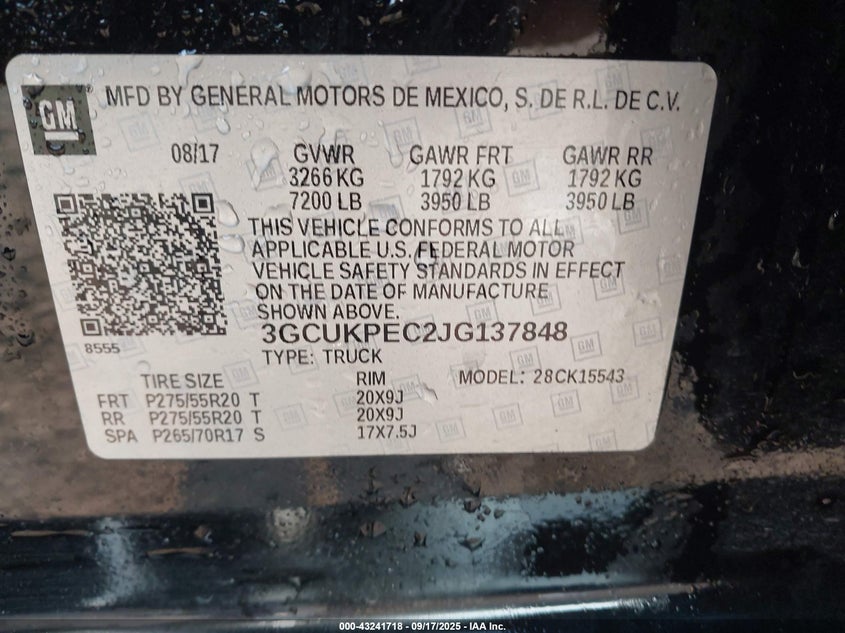 GM
MFD BY GENERAL MOTORS DE MEXICO, S. DE R.L. DE C.V.
08/17 GVWR GAWR FRT GAWR RR
3266 KG 1792 KG 1792 KG
7200 LB 3950 LB 3950 LB
THIS VEHICLE CONFORMS TO ALL
APPLICABLE U.S. FEDERAL MOTOR
VEHICLE SAFETY STANDARDS IN EFFECT
ON THE DATE OF MANUFACTURE
SHOWN ABOVE.
8555
3GCUKPEC2JG137848
TYPE: TRUCK
TIRE SIZE RIM MODEL: 28CK15543
FRT P275/55R20 T 20X9J
RR P275/55R20 T 20X9J
SPA P265/70R17 S 17X7.5J
000-43241718 - 09/17/2025 - IAA Inc.